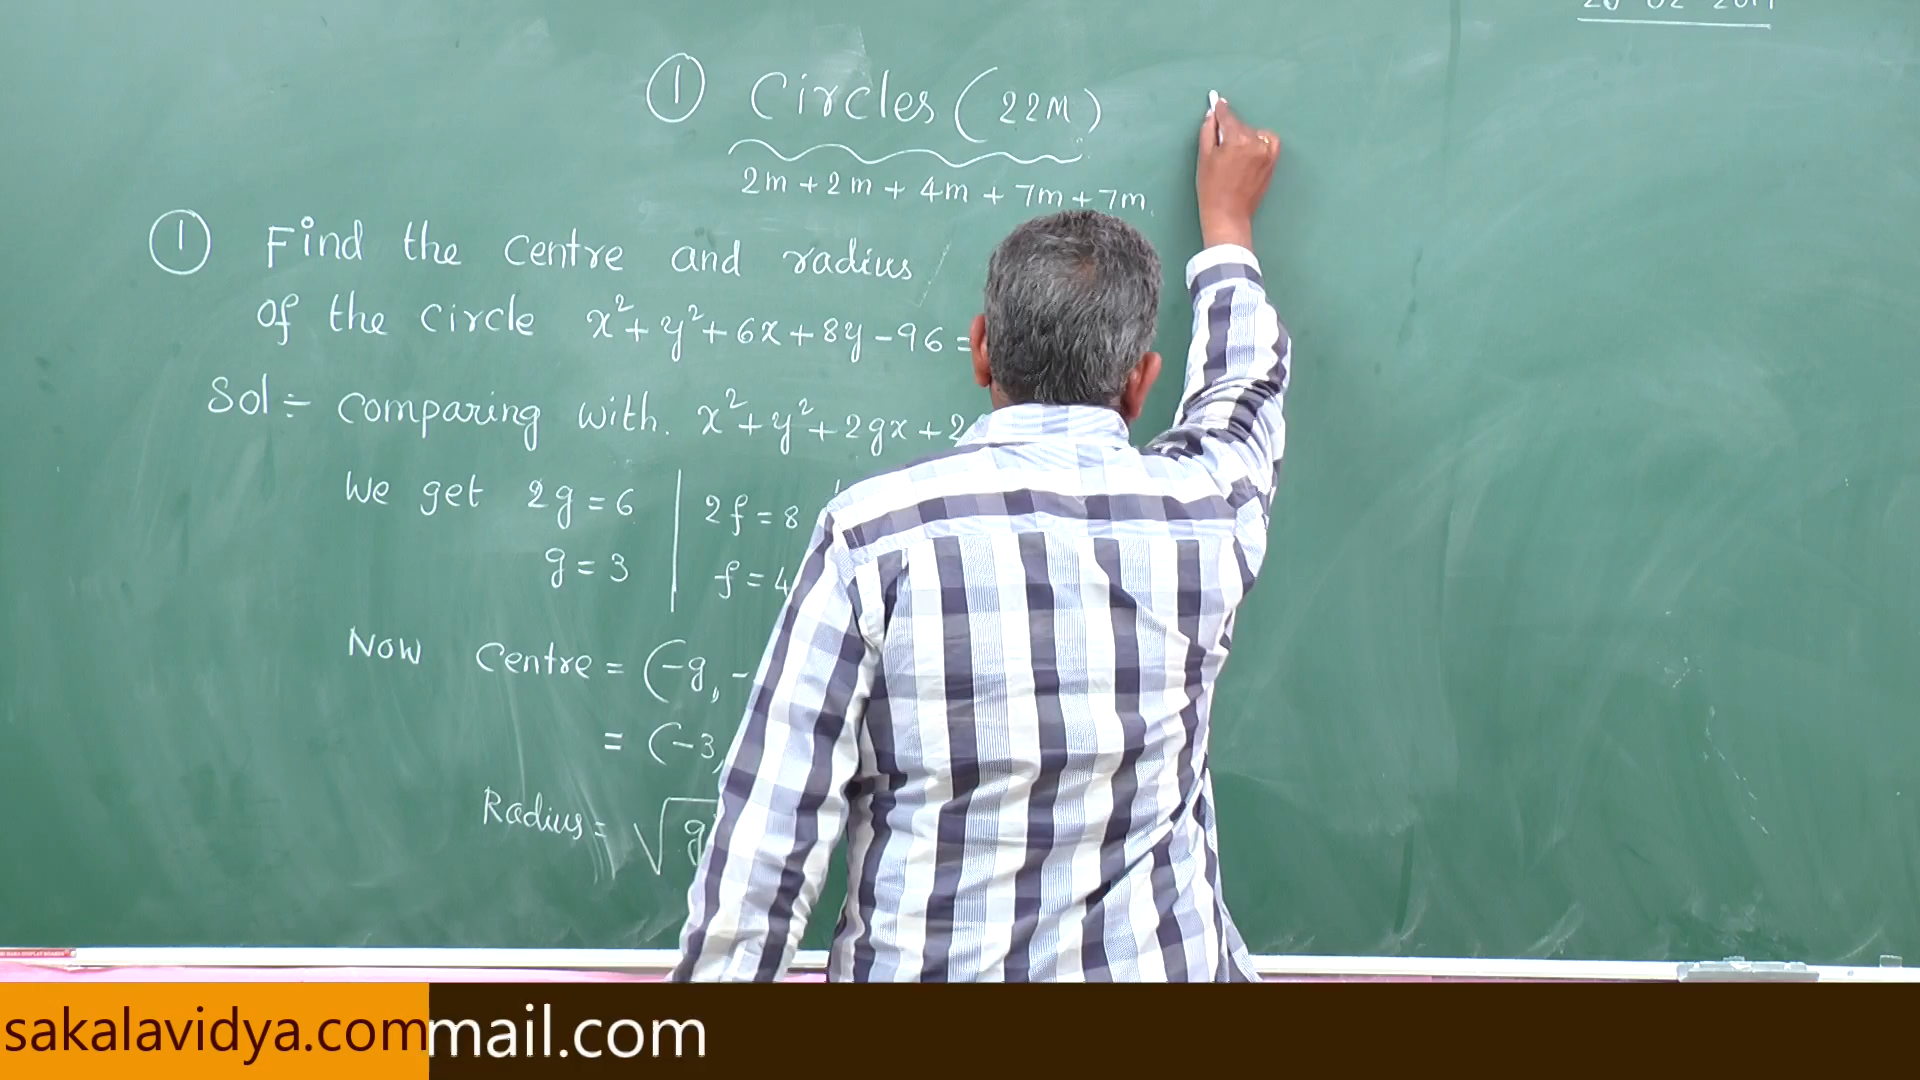 ① Circles (22M)
2m + 2m + 4m + 7m + 7m.
① Find the centre and radius
of the circle x² + y² + 6x + 8y - 96 =
Sol :- Comparing with. x² + y² + 2gx + 2
We get 2g = 6 | 2f = 8
g = 3 | f = 4
Now Centre = (-g, -
= (-3,
Radius = √g
sakalavidya.com mail.com